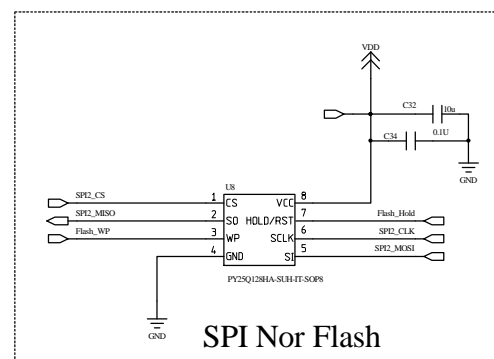 VDD
C32
10u
C34
0.1U
GND
U8
SPI2_CS 1 CS VCC 8
SPI2_MISO 2 SO HOLD/RST 7 Flash_Hold
Flash_WP 3 WP SCLK 6 SPI2_CLK
4 GND SI 5 SPI2_MOSI
PY25Q128HA-SUH-IT-SOP8
GND
SPI Nor Flash